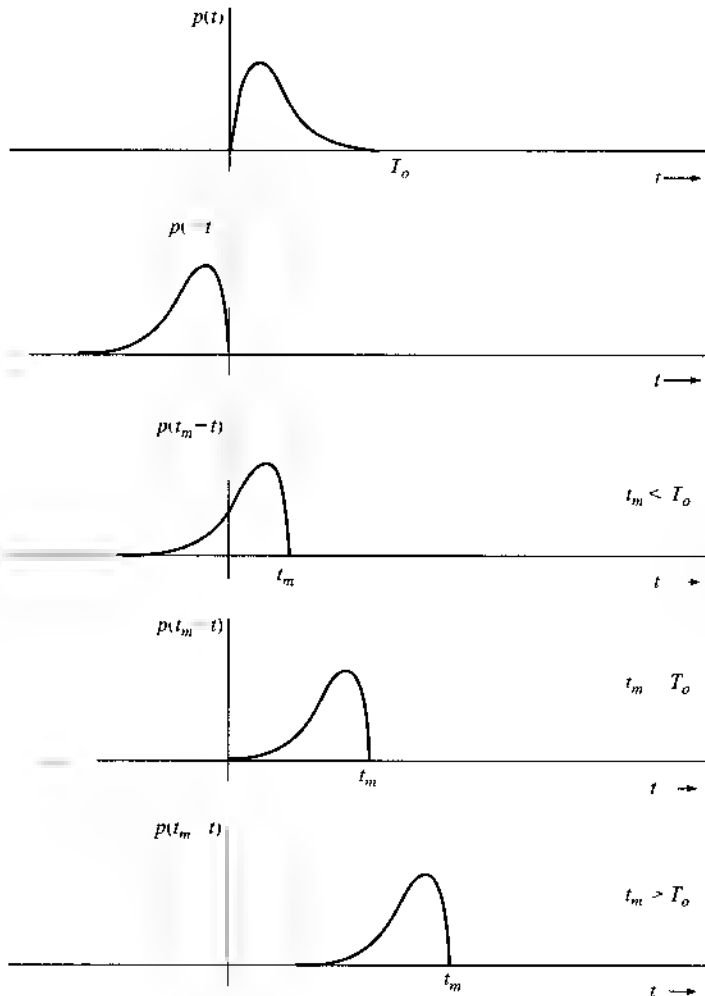 p(t)
T_o
t →
p( − t
t →
p(t_m − t)
t_m < T_o
t_m
t →
p(t_m − t)
t_m T_o
t_m
t →
p(t_m t)
t_m > T_o
t_m
t →